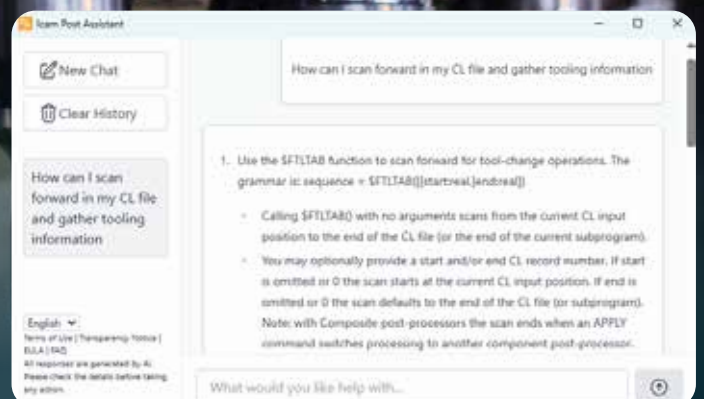 Icam Post Assistant
New Chat
Clear History
How can I scan
forward in my CL file
and gather tooling
information
English
Terms of Use | Transparency Notice |
EULA | FAQ
All responses are generated by AI.
Please check the details before taking
any action.
How can I scan forward in my CL file and gather tooling information
1. Use the $FTLTAB function to scan forward for tool-change operations. The
grammar is: sequence = $FTLTAB([[start:real,]end:real])
Calling $FTLTAB() with no arguments scans from the current CL input
position to the end of the CL file (or the end of the current subprogram).
You may optionally provide a start and/or end CL record number. If start
is omitted or 0 the scan starts at the current CL input position. If end is
omitted or 0 the scan defaults to the end of the CL file (or subprogram).
Note: with Composite post-processors the scan ends when an APPLY
command switches processing to another component post-processor.
What would you like help with...